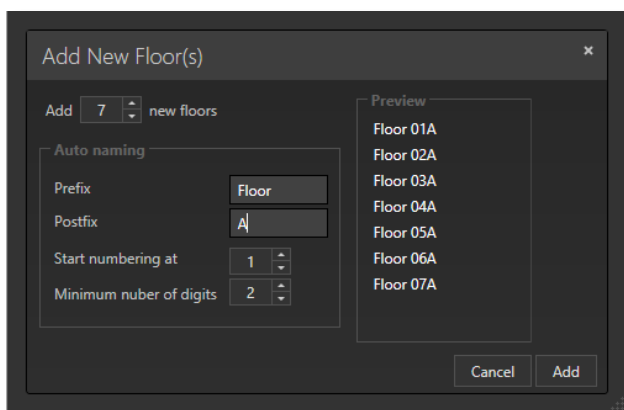 Add New Floor(s)
×
Add 7 new floors
Auto naming
Prefix Floor
Postfix A
Start numbering at 1
Minimum nuber of digits 2
Preview
Floor 01A
Floor 02A
Floor 03A
Floor 04A
Floor 05A
Floor 06A
Floor 07A
Cancel Add